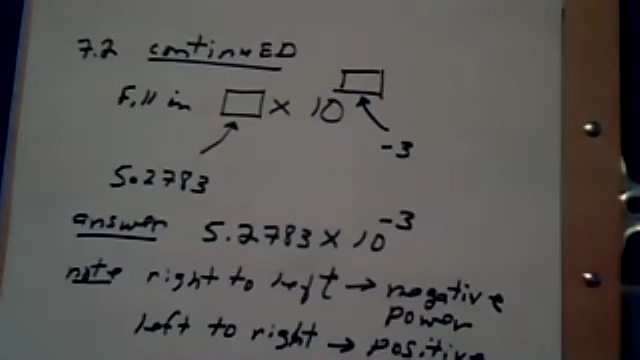 7.2 continuED
Fill in □ × 10□
-3
5.2783
answer 5.2783 × 10⁻³
note right to left → negative
power
left to right → positive